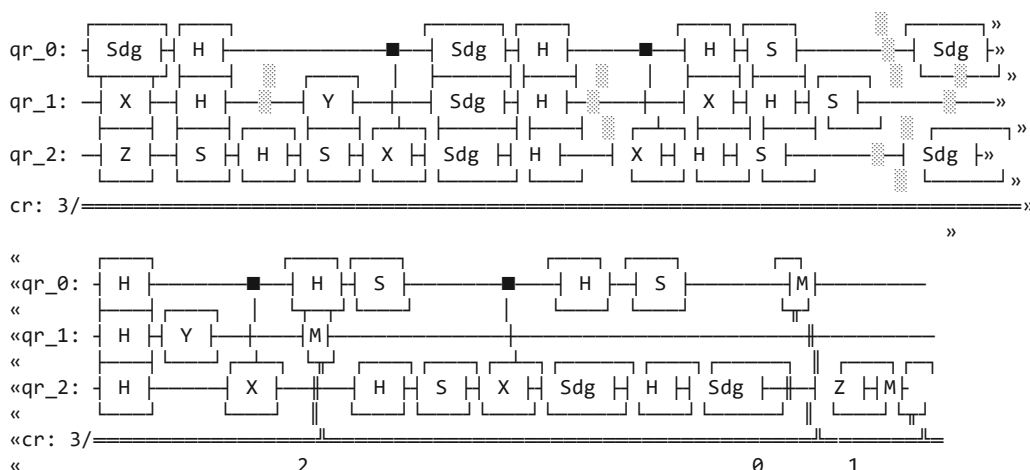 qr_0: Sdg H ■ Sdg H ■ H S Sdg »
qr_1: X H Y Sdg H X H S »
qr_2: Z S H S X Sdg H X H S Sdg »
cr: 3/ »
»
«
«qr_0: H ■ H S ■ H S M
«
«qr_1: H Y M
«
«qr_2: H X H S X Sdg H Sdg Z M
«
«cr: 3/
« 2 0 1